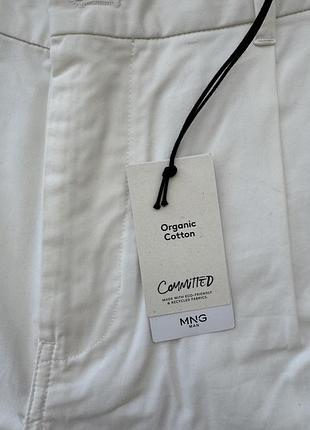 Organic
Cotton
COMMITTED
MADE WITH ECO-FRIENDLY
& RECYCLED FABRICS.
MNG
MAN